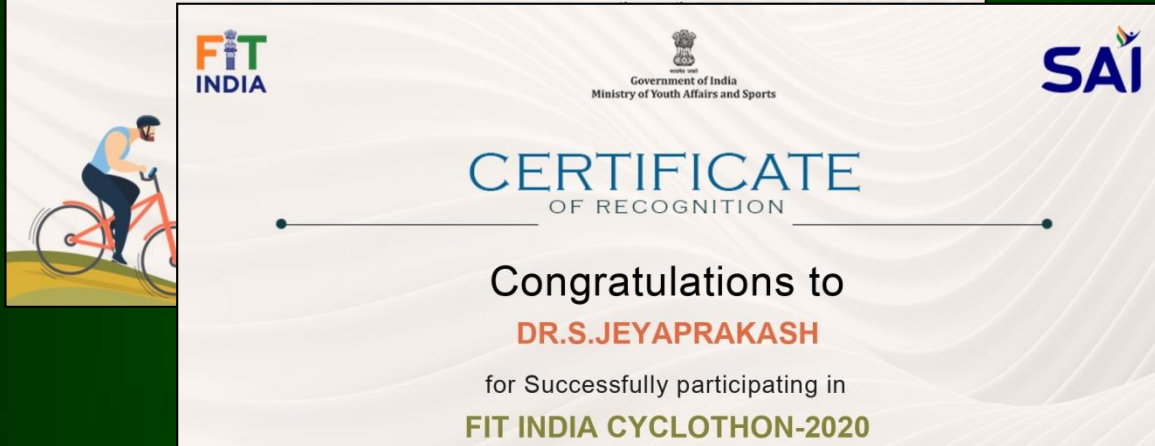 FIT
INDIA
Government of India
Ministry of Youth Affairs and Sports
SAI
CERTIFICATE
OF RECOGNITION
Congratulations to
DR.S.JEYAPRAKASH
for Successfully participating in
FIT INDIA CYCLOTHON-2020